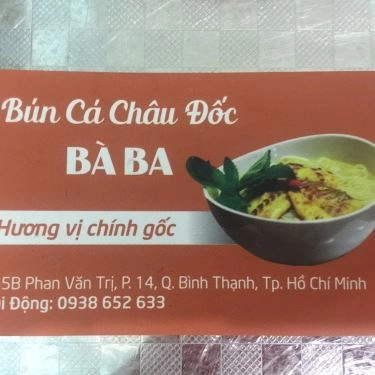 Bún Cá Châu Đốc
BÀ BA
Hương vị chính gốc
5B Phan Văn Trị, P. 14, Q. Bình Thạnh, Tp. Hồ Chí Minh
Động: 0938 652 633